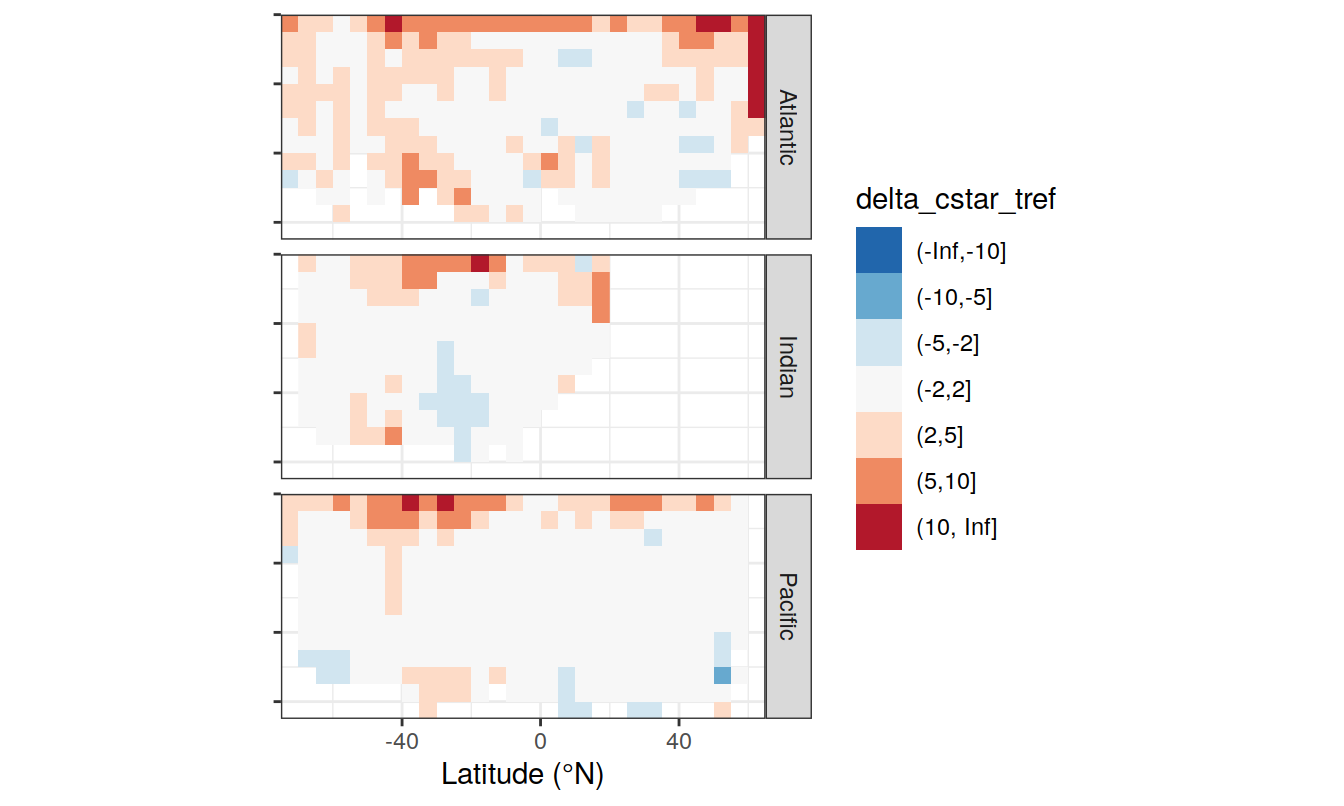 Atlantic
Indian
Pacific
-40
0
40
Latitude (°N)
delta_cstar_tref
(-Inf,-10]
(-10,-5]
(-5,-2]
(-2,2]
(2,5]
(5,10]
(10, Inf]